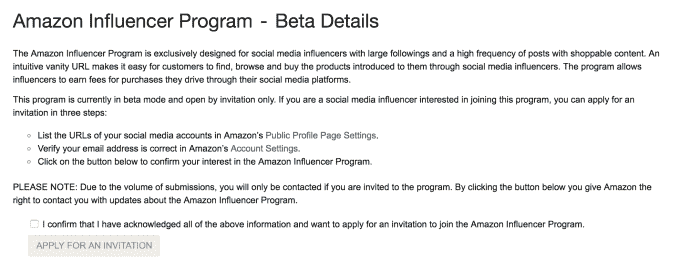 Amazon Influencer Program - Beta Details
The Amazon Influencer Program is exclusively designed for social media influencers with large followings and a high frequency of posts with shoppable content. An
intuitive vanity URL makes it easy for customers to find, browse and buy the products introduced to them through social media influencers. The program allows
influencers to earn fees for purchases they drive through their social media platforms.
This program is currently in beta mode and open by invitation only. If you are a social media influencer interested in joining this program, you can apply for an
invitation in three steps:
List the URLs of your social media accounts in Amazon's Public Profile Page Settings.
Verify your email address is correct in Amazon's Account Settings.
Click on the button below to confirm your interest in the Amazon Influencer Program.
PLEASE NOTE: Due to the volume of submissions, you will only be contacted if you are invited to the program. By clicking the button below you give Amazon the
right to contact you with updates about the Amazon Influencer Program.
I confirm that I have acknowledged all of the above information and want to apply for an invitation to join the Amazon Influencer Program.
APPLY FOR AN INVITATION